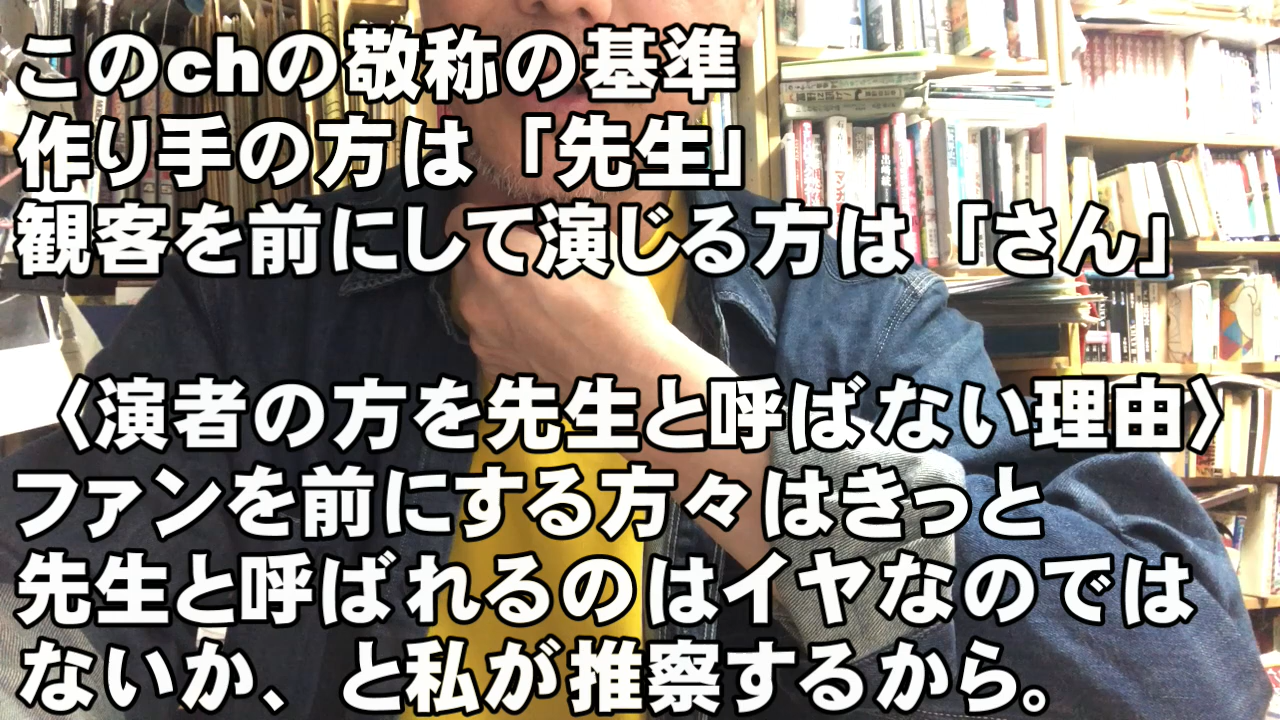 このchの敬称の基準
作り手の方は「先生」
観客を前にして演じる方は「さん」
〈演者の方を先生と呼ばない理由〉
ファンを前にする方々はきっと
先生と呼ばれるのはイヤなのでは
ないか、と私が推察するから。